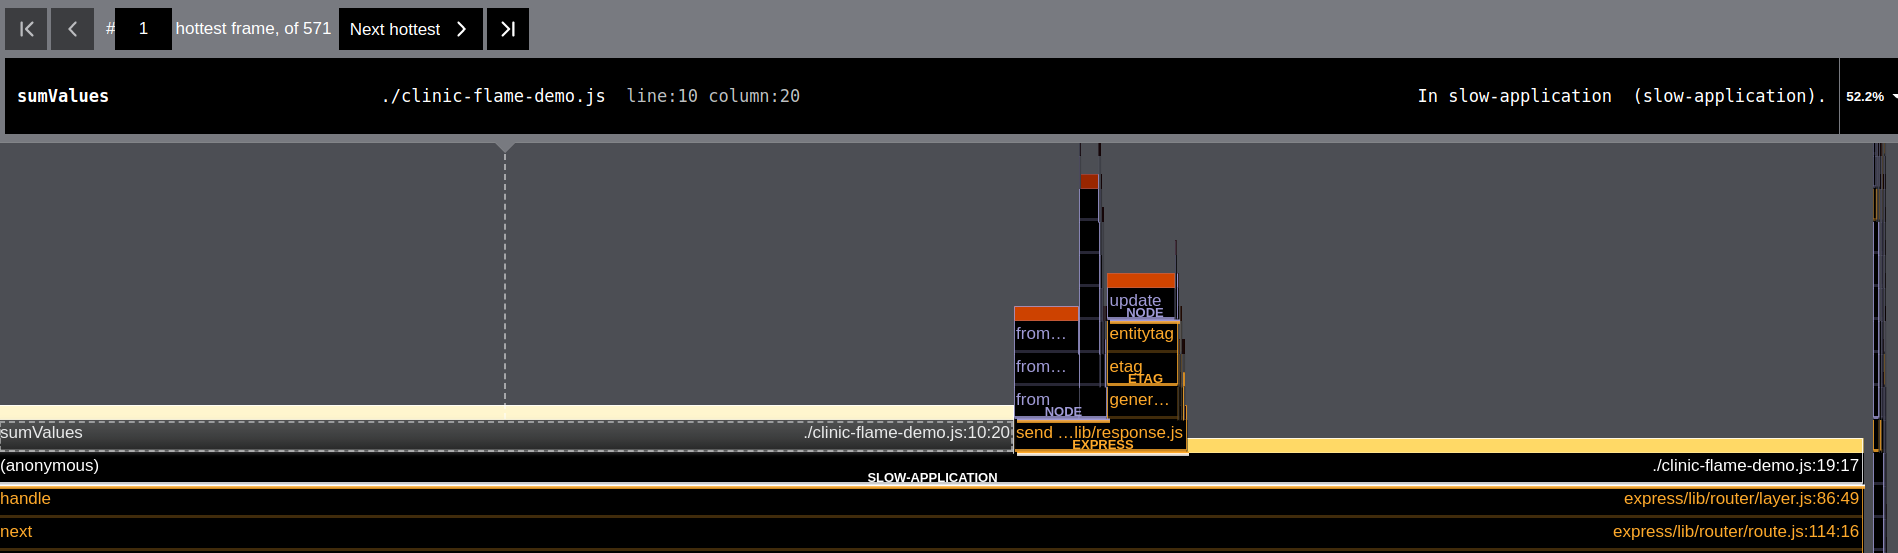 # 1 hottest frame, of 571 Next hottest
sumValues ./clinic-flame-demo.js line:10 column:20 In slow-application (slow-application). 52.2%
update
NODE
from… entitytag
from… etag
ETAG
from gener…
NODE
sumValues ./clinic-flame-demo.js:10:20 send …lib/response.js
EXPRESS
(anonymous) ./clinic-flame-demo.js:19:17
SLOW-APPLICATION
handle express/lib/router/layer.js:86:49
next express/lib/router/route.js:114:16